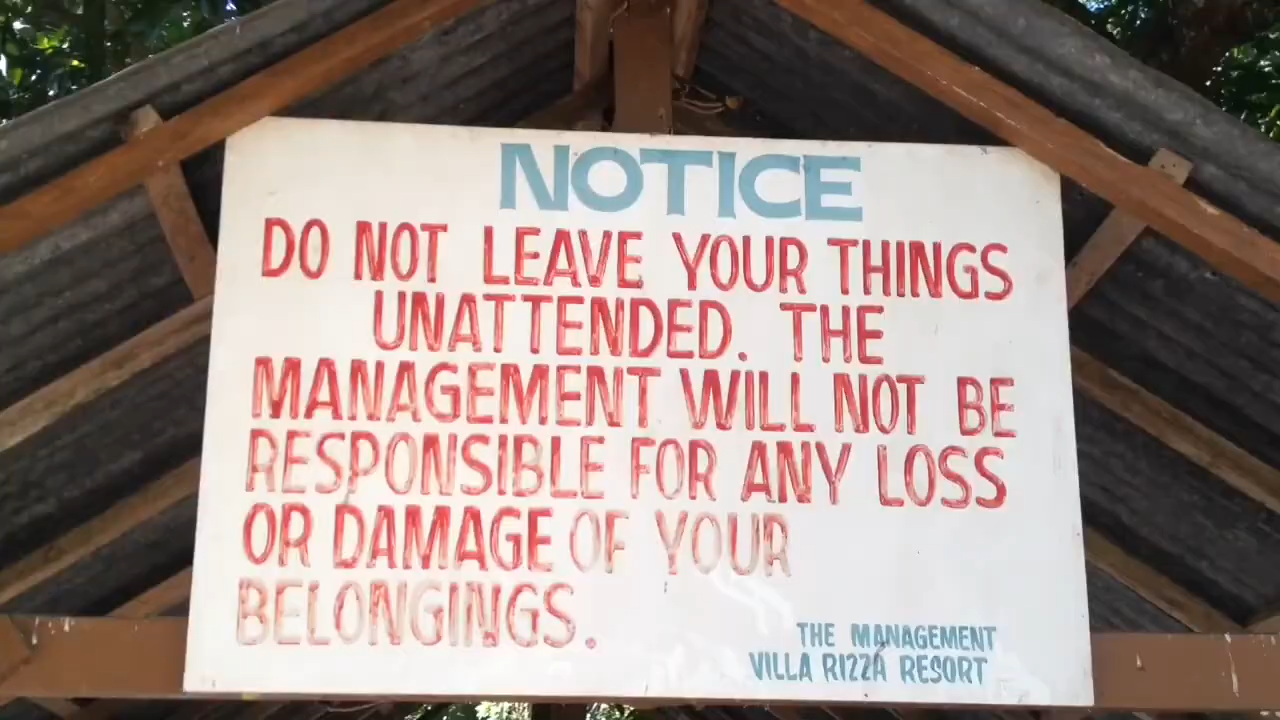 NOTICE
DO NOT LEAVE YOUR THINGS
UNATTENDED. THE
MANAGEMENT WILL NOT BE
RESPONSIBLE FOR ANY LOSS
OR DAMAGE OF YOUR
BELONGINGS.
THE MANAGEMENT
VILLA RIZZA RESORT